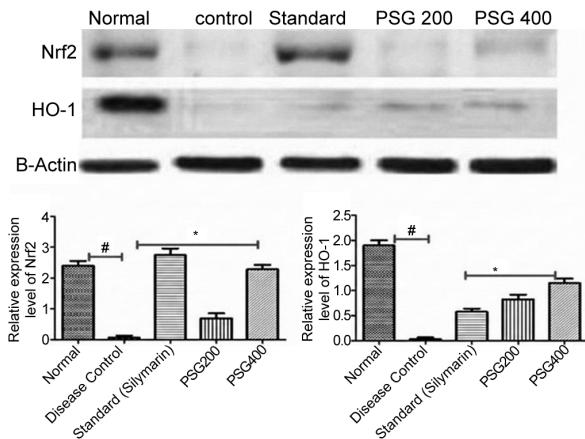 Normal control Standard PSG 200 PSG 400
Nrf2
HO-1
B-Actin
Relative expression
level of Nrf2
4
3
2
1
0
#
*
Normal
Disease Control
Standard (Silymarin)
PSG200
PSG400
Relative expression
level of HO-1
2.5
2.0
1.5
1.0
0.5
0.0
#
*
Normal
Disease Control
Standard (Silymarin)
PSG200
PSG400